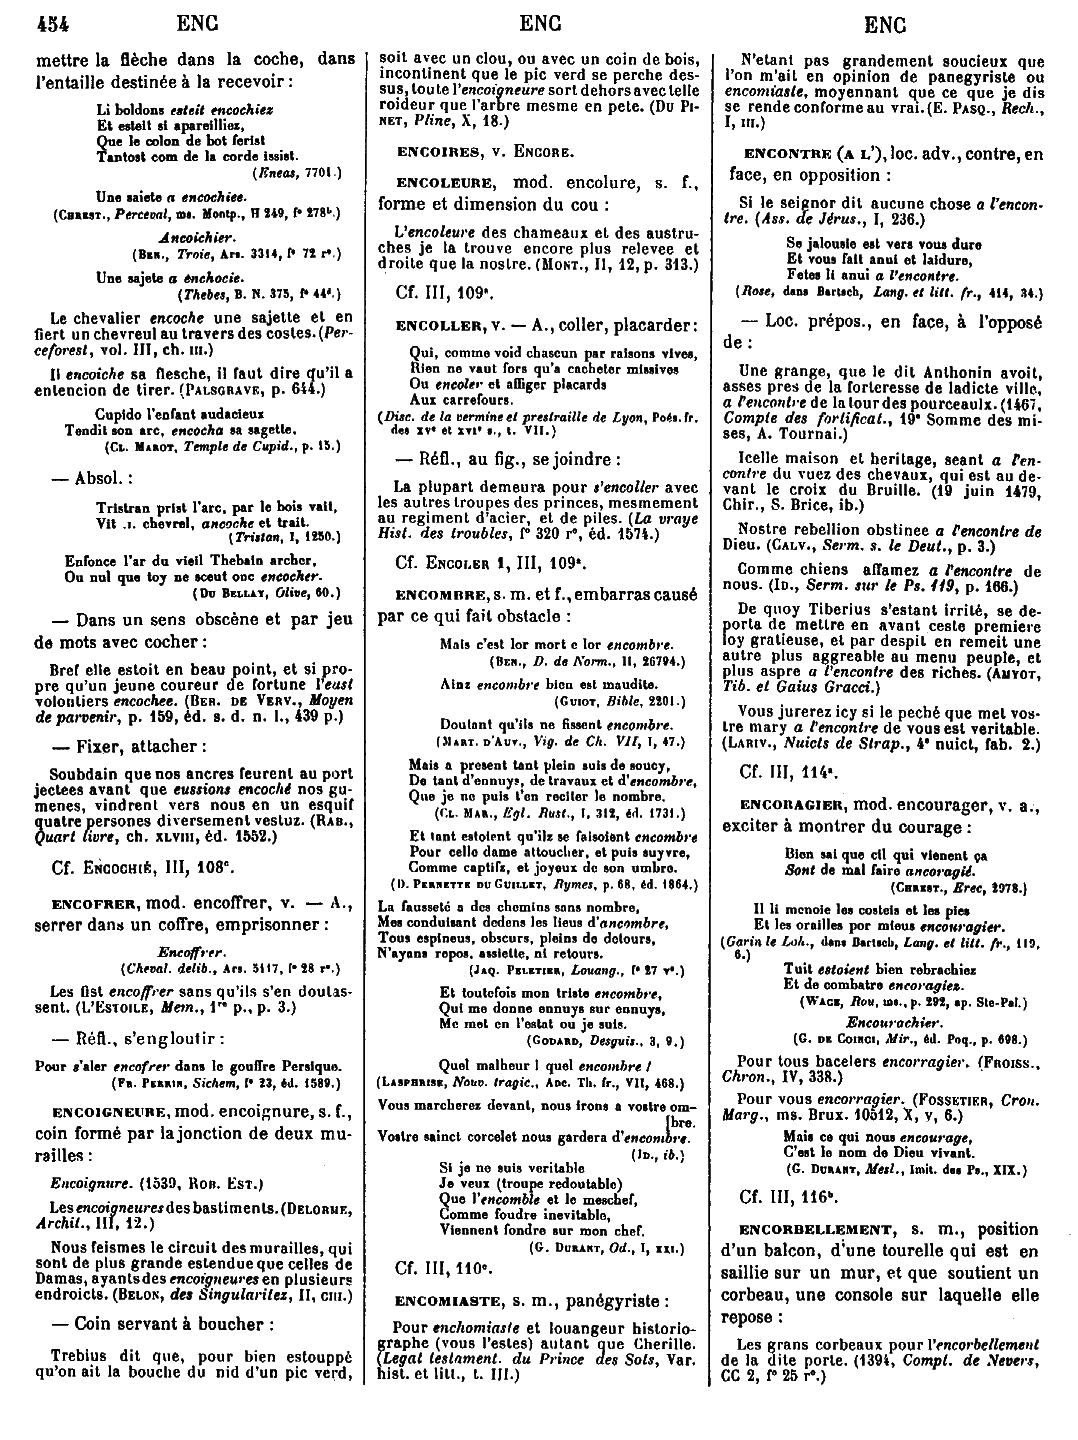 454 ENC ENC ENC
mettre la flèche dans la coche, dans
l'entaille destinée à la recevoir :
Li boldons esteit encochiez
Et esteit si apareilliez,
Que le colon de bot ferist
Tantost com de la corde issist.
(Eneas, 7701.)
Une saiete a encochiee.
(Chrest., Perceval, ms. Montp., H 249, fº 278ᵇ.)
Ancoichier.
(Ben., Troie, Ars. 3314, fº 72 rº.)
Une sajete a enchocie.
(Thebes, B. N. 375, fº 44ᵈ.)
Le chevalier encoche une sajette et en
fiert un chevreul au travers des costes. (Per-
ceforest, vol. III, ch. III.)
Il encoiche sa flesche, il faut dire qu'il a
entencion de tirer. (Palsgrave, p. 644.)
Cupido l'enfant audacieux
Tendit son arc, encocha sa sagette.
(Cl. Marot, Temple de Cupid., p. 15.)
— Absol. :
Tristran prist l'arc, par le bois vait,
Vit .I. chevrel, ancoche et trait.
(Tristan, I, 1250.)
Enfonce l'arc du vieil Thebain archer,
Ou nul que toy ne sceut onc encocher.
(Du Bellay, Olive, 60.)
— Dans un sens obscène et par jeu
de mots avec cocher :
Bref elle estoit en beau point, et si pro-
pre qu'un jeune coureur de fortune l'eust
volontiers encochee. (Ber. de Verv., Moyen
de parvenir, p. 159, éd. s. d. n. l., 439 p.)
— Fixer, attacher :
Soubdain que nos ancres feurent au port
jectees avant que eussions encoché nos gu-
menes, vindrent vers nous en un esquif
quatre persones diversement vestuz. (Rab.,
Quart livre, ch. XLVIII, éd. 1552.)
Cf. Encochié, III, 108ᶜ.
ENCOFRER, mod. encoffrer, v. — A.,
serrer dans un coffre, emprisonner :
Encoffrer.
(Cheval. delib., Ars. 5117, fº 28 rº.)
Les fist encoffrer sans qu'ils s'en doutas-
sent. (L'Estoile, Mem., 1ʳᵉ p., p. 3.)
— Réfl., s'engloutir :
Pour s'aler encofrer dans le gouffre Persique.
(Fr. Perrin, Sichem, fº 23, éd. 1589.)
ENCOIGNEURE, mod. encoignure, s. f.,
coin formé par la jonction de deux mu-
railles :
Encoignure. (1539, Rob. Est.)
Les encoigneures des bastiments. (Delorme,
Archit., III, 12.)
Nous feismes le circuit des murailles, qui
sont de plus grande estendue que celles de
Damas, ayants des encoigneures en plusieurs
endroicts. (Belon, des Singularitez, II, CIII.)
— Coin servant à boucher :
Trebius dit que, pour bien estouppé
qu'on ait la bouche du nid d'un pic verd,
soit avec un clou, ou avec un coin de bois,
incontinent que le pic verd se perche des-
sus, toute l'encoigneure sort dehors avec telle
roideur que l'arbre mesme en pete. (Du Pi-
net, Pline, X, 18.)
ENCOIRES, v. Encore.
ENCOLEURE, mod. encolure, s. f.,
forme et dimension du cou :
L'encoleure des chameaux et des austru-
ches je la trouve encore plus relevee et
droite que la nostre. (Mont., II, 12, p. 313.)
Cf. III, 109ᵃ.
ENCOLLER, v. — A., coller, placarder :
Qui, comme void chascun par raisons vives,
Rien ne vaut fors qu'a cacheter missives
Ou encoler et affiger placards
Aux carrefours.
(Disc. de la vermine et prestraille de Lyon, Poés. fr.
des XVᵉ et XVIᵉ s., t. VII.)
— Réfl., au fig., se joindre :
La plupart demeura pour s'encoller avec
les autres troupes des princes, mesmement
au regiment d'acier, et de piles. (La vraye
Hist. des troubles, fº 320 rº, éd. 1574.)
Cf. Encoler 1, III, 109ᵃ.
ENCOMBRE, s. m. et f., embarras causé
par ce qui fait obstacle :
Mais c'est lor mort e lor encombre.
(Ben., D. de Norm., II, 26794.)
Ainz encombre bien est maudite.
(Guiot, Bible, 2201.)
Doutant qu'ils ne fissent encombre.
(Mart. d'Auv., Vig. de Ch. VII, I, 47.)
Mais a present tant plein suis de soucy,
De tant d'ennuys, de travaux et d'encombre,
Que je ne puis t'en reciter le nombre.
(Cl. Mar., Egl. Rust., I, 312, éd. 1731.)
Et tant estoient qu'ilz se faisoient encombre
Pour celle dame attoucher, et puis suyvre,
Comme captifz, et joyeux de son umbre.
(D. Pernette du Guillet, Rymes, p. 68, éd. 1864.)
La fausseté a des chemins sans nombre,
Mes conduisant dedens les lieus d'ancombre,
Tous espineus, obscurs, pleins de detours,
N'ayans repos, assiette, ni retours.
(Jaq. Peletier, Louang., fº 27 vº.)
Et toutefois mon triste encombre,
Qui me donne ennuys sur ennuys,
Me met en l'estat ou je suis.
(Godard, Desguis., 3, 9.)
Quel malheur ! quel encombre !
(Lasphrise, Nouv. tragic., Anc. Th. fr., VII, 468.)
Vous marcherez devant, nous irons a vostre om-
[bre.
Vostre sainct corcelet nous gardera d'encombre.
(Id., ib.)
Si je ne suis veritable
Je veux (troupe redoutable)
Que l'encomble et le meschef,
Comme foudre inevitable,
Viennent fondre sur mon chef.
(G. Durant, Od., I, XXI.)
Cf. III, 110ᵉ.
ENCOMIASTE, s. m., panégyriste :
Pour enchomiaste et louangeur historio-
graphe (vous l'estes) autant que Cherille.
(Legat testament. du Prince des Sots, Var.
hist. et litt., t. III.)
N'etant pas grandement soucieux que
l'on m'ait en opinion de panegyriste ou
encomiaste, moyennant que ce que je dis
se rende conforme au vrai. (E. Pasq., Rech.,
I, III.)
ENCONTRE (A L'), loc. adv., contre, en
face, en opposition :
Si le seignor dit aucune chose a l'encon-
tre. (Ass. de Jérus., I, 236.)
Se jalousie est vers vous dure
Et vous fait anui et laidure,
Fetes li anui a l'encontre.
(Rose, dans Bartsch, Lang. et litt. fr., 414, 34.)
— Loc. prépos., en face, à l'opposé
de :
Une grange, que le dit Anthonin avoit,
asses pres de la forteresse de ladicte ville,
a l'encontre de la tour des pourceaulx. (1467,
Compte des fortificat., 19ᵉ Somme des mi-
ses, A. Tournai.)
Icelle maison et heritage, seant a l'en-
contre du vuez des chevaux, qui est au de-
vant le croix du Bruille. (19 juin 1479,
Chir., S. Brice, ib.)
Nostre rebellion obstinee a l'encontre de
Dieu. (Calv., Serm. s. le Deut., p. 3.)
Comme chiens affamez a l'encontre de
nous. (Id., Serm. sur le Ps. 119, p. 166.)
De quoy Tiberius s'estant irrité, se de-
porta de mettre en avant ceste premiere
loy gratieuse, et par despit en remeit une
autre plus aggreable au menu peuple, et
plus aspre a l'encontre des riches. (Amyot,
Tib. et Gaius Gracci.)
Vous jurerez icy si le peché que met vos-
tre mary a l'encontre de vous est veritable.
(Lariv., Nuicts de Strap., 4ᵉ nuict, fab. 2.)
Cf. III, 114ᵃ.
ENCORAGIER, mod. encourager, v. a.,
exciter à montrer du courage :
Bien sai que cil qui vienent ça
Sont de mal faire ancoragié.
(Chrest., Erec, 2978.)
Il li menoie les costeis et les pies
Et les orailles por mieus encouragier.
(Garin le Loh., dans Bartsch, Lang. et litt. fr., 119,
6.)
Tuit estoient bien rebrachiez
Et de combatre encoragiez.
(Wace, Rou, ms., p. 292, ap. Ste-Pal.)
Encourachier.
(G. de Coinci, Mir., éd. Poq., p. 698.)
Pour tous bacelers encorragier. (Froiss.,
Chron., IV, 338.)
Pour vous encorragier. (Fossetier, Cron.
Marg., ms. Brux. 10512, X, v, 6.)
Mais ce qui nous encourage,
C'est le nom de Dieu vivant.
(G. Durant, Mesl., Imit. des Ps., XIX.)
Cf. III, 116ᵇ.
ENCORBELLEMENT, s. m., position
d'un balcon, d'une tourelle qui est en
saillie sur un mur, et que soutient un
corbeau, une console sur laquelle elle
repose :
Les grans corbeaux pour l'encorbellement
de la dite porte. (1394, Compt. de Nevers,
CC 2, fº 25 rº.)